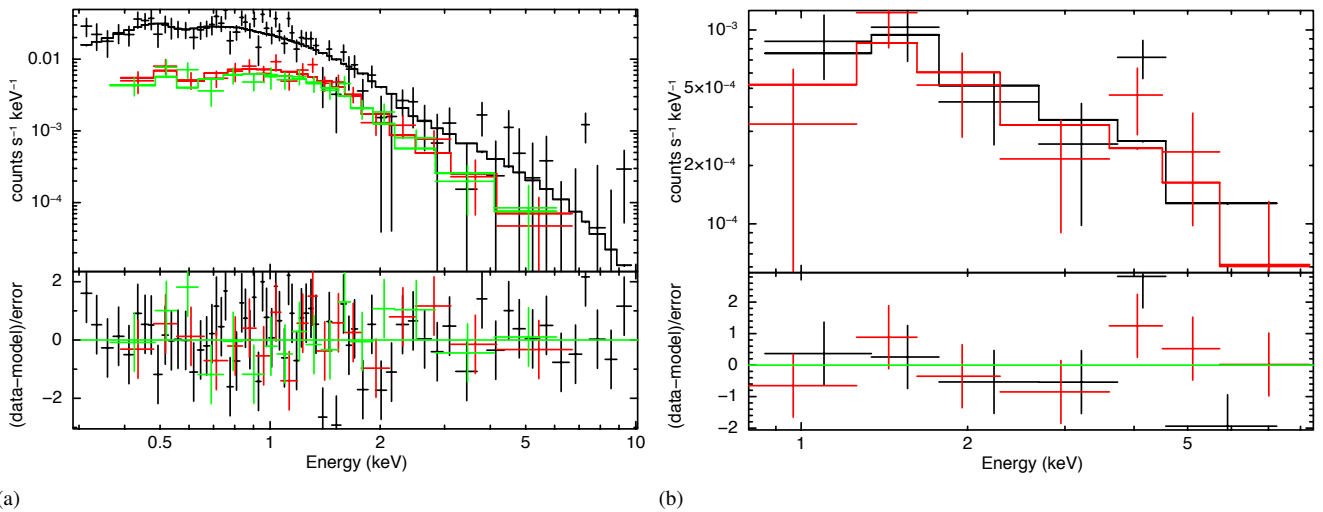 0.01
10⁻³
10⁻⁴
counts s⁻¹ keV⁻¹
2
0
−2
(data−model)/error
0.5 1 2 5 10
Energy (keV)
(a)
10⁻³
5×10⁻⁴
2×10⁻⁴
10⁻⁴
counts s⁻¹ keV⁻¹
2
1
0
−1
−2
(data−model)/error
1 2 5
Energy (keV)
(b)